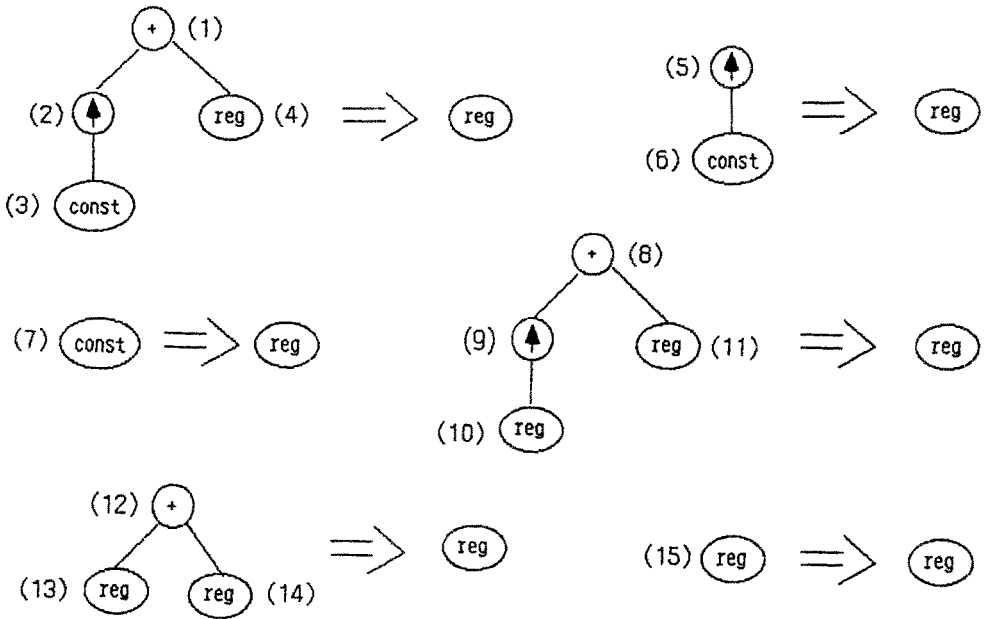 + (1)
(2) reg (4) reg
(3) const
(5) reg
(6) const
+ (8)
(7) const reg
(9) reg (11) reg
(10) reg
(12) + reg
(13) reg reg (14)
(15) reg reg